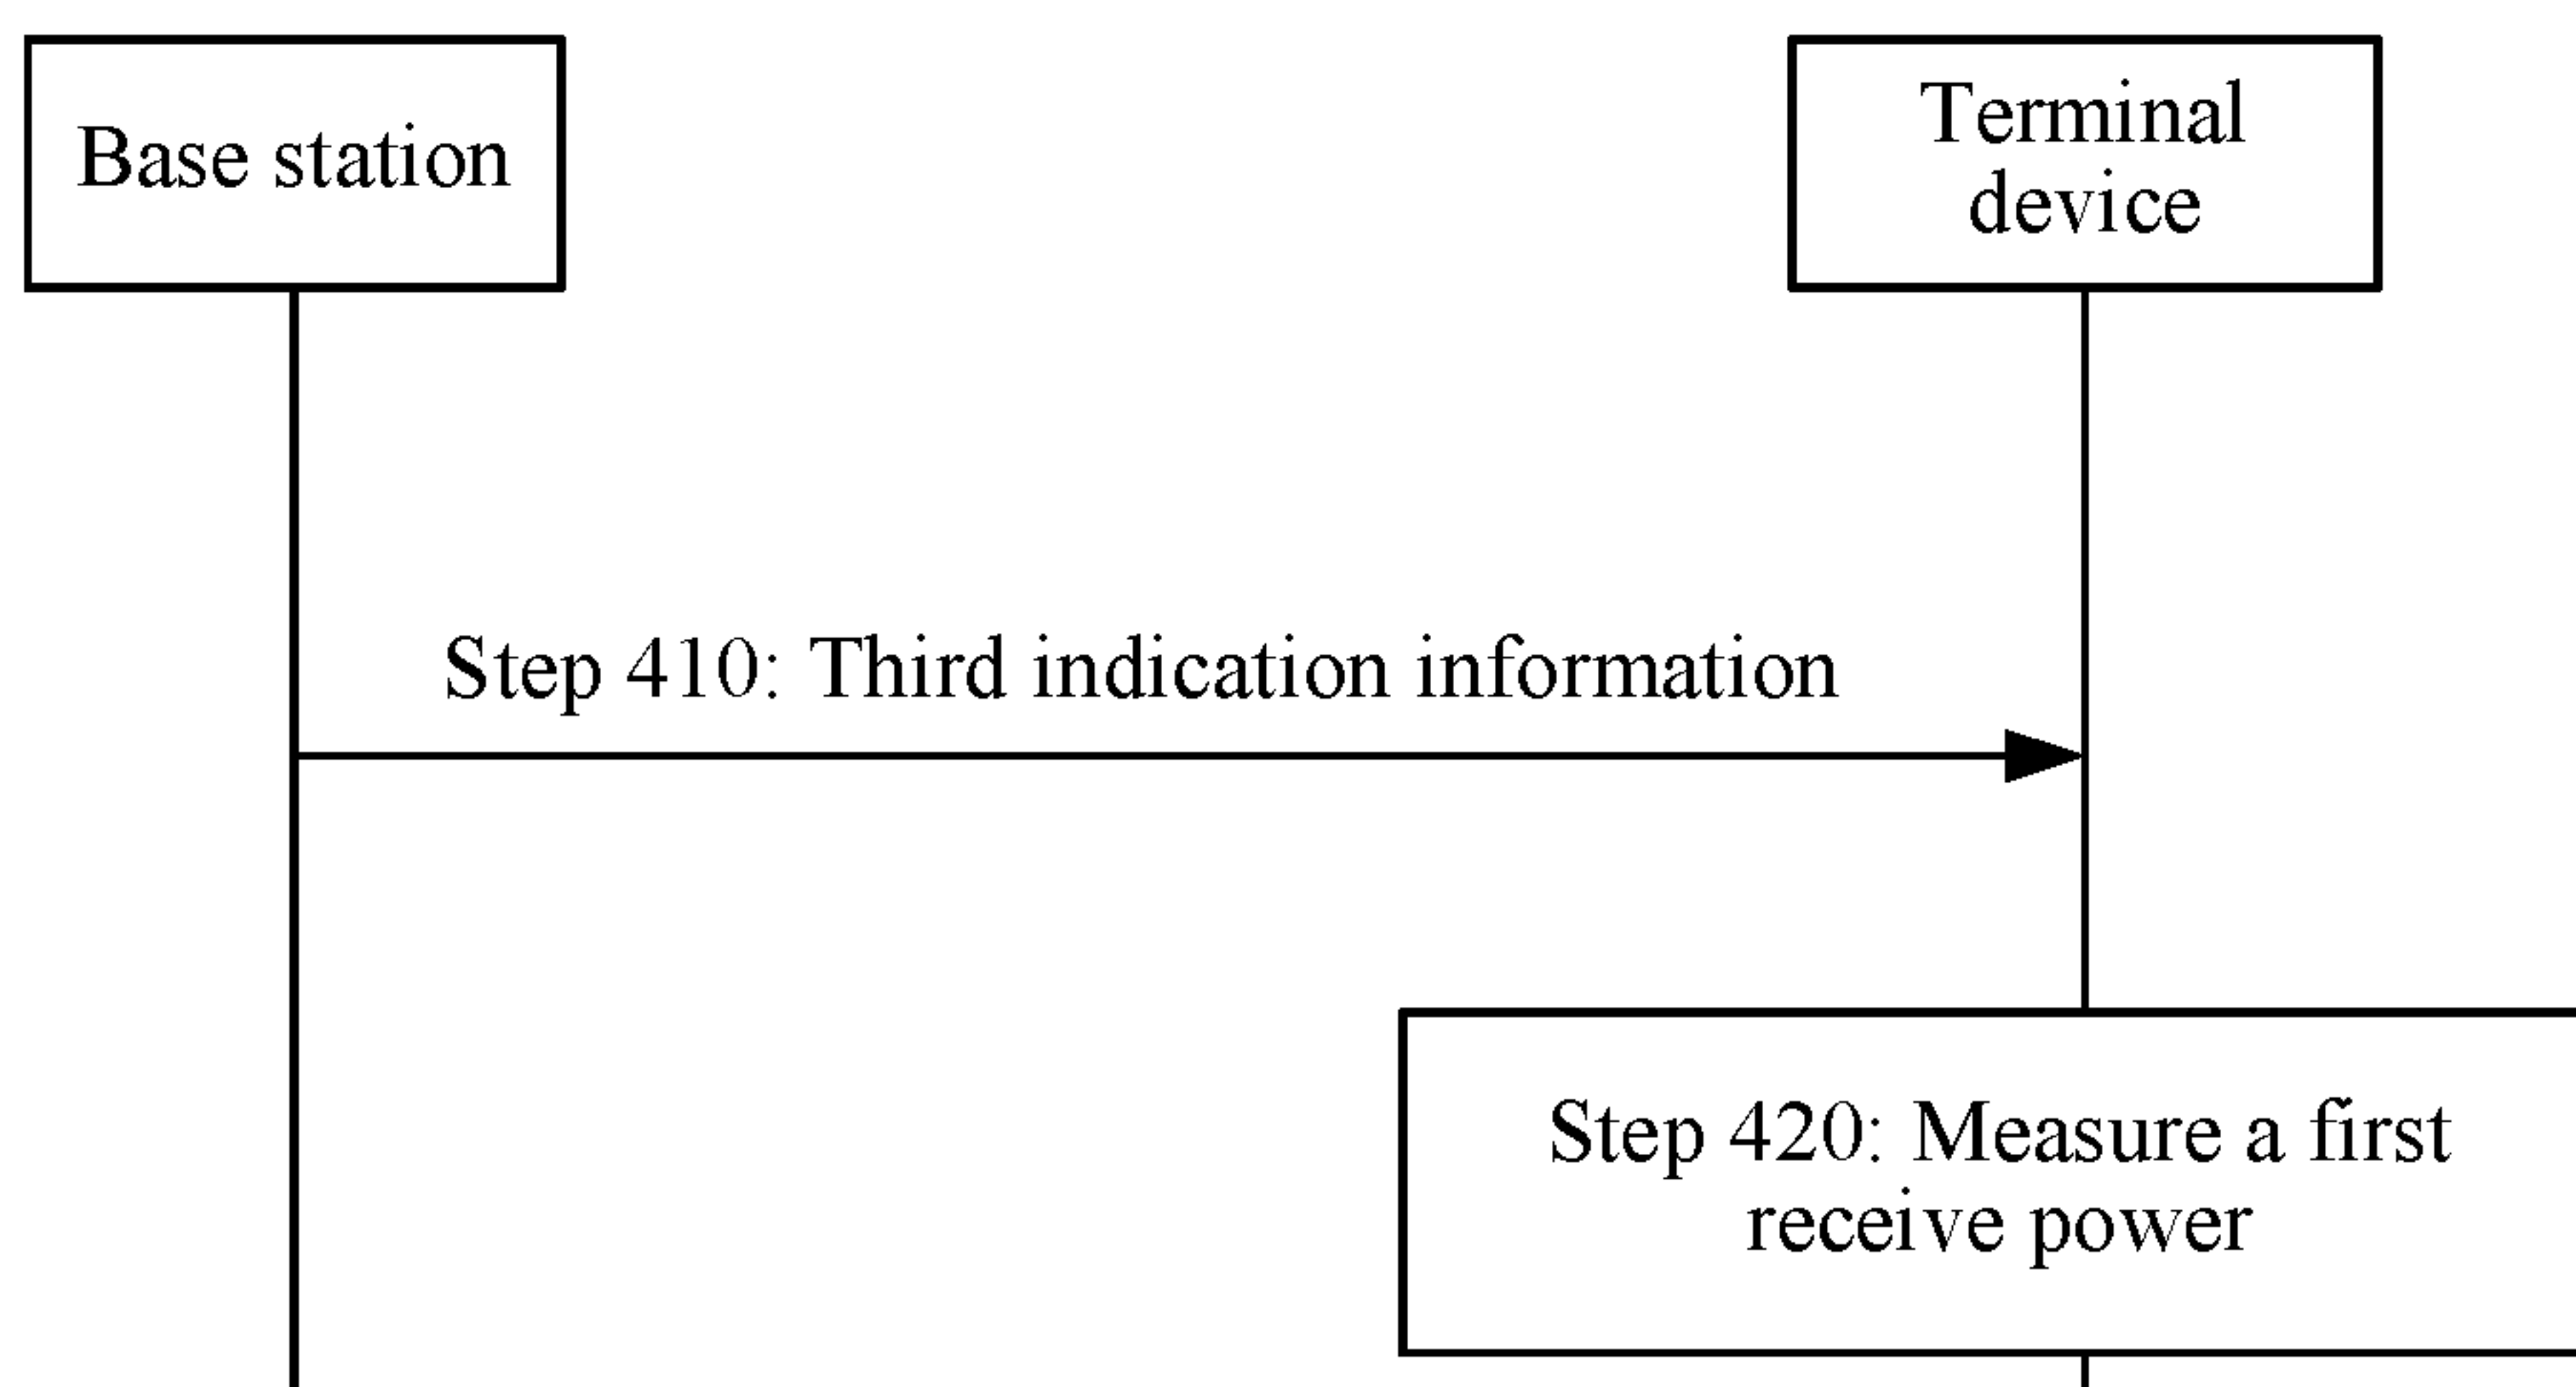 Base station
Terminal
device
Step 410: Third indication information
Step 420: Measure a first
receive power